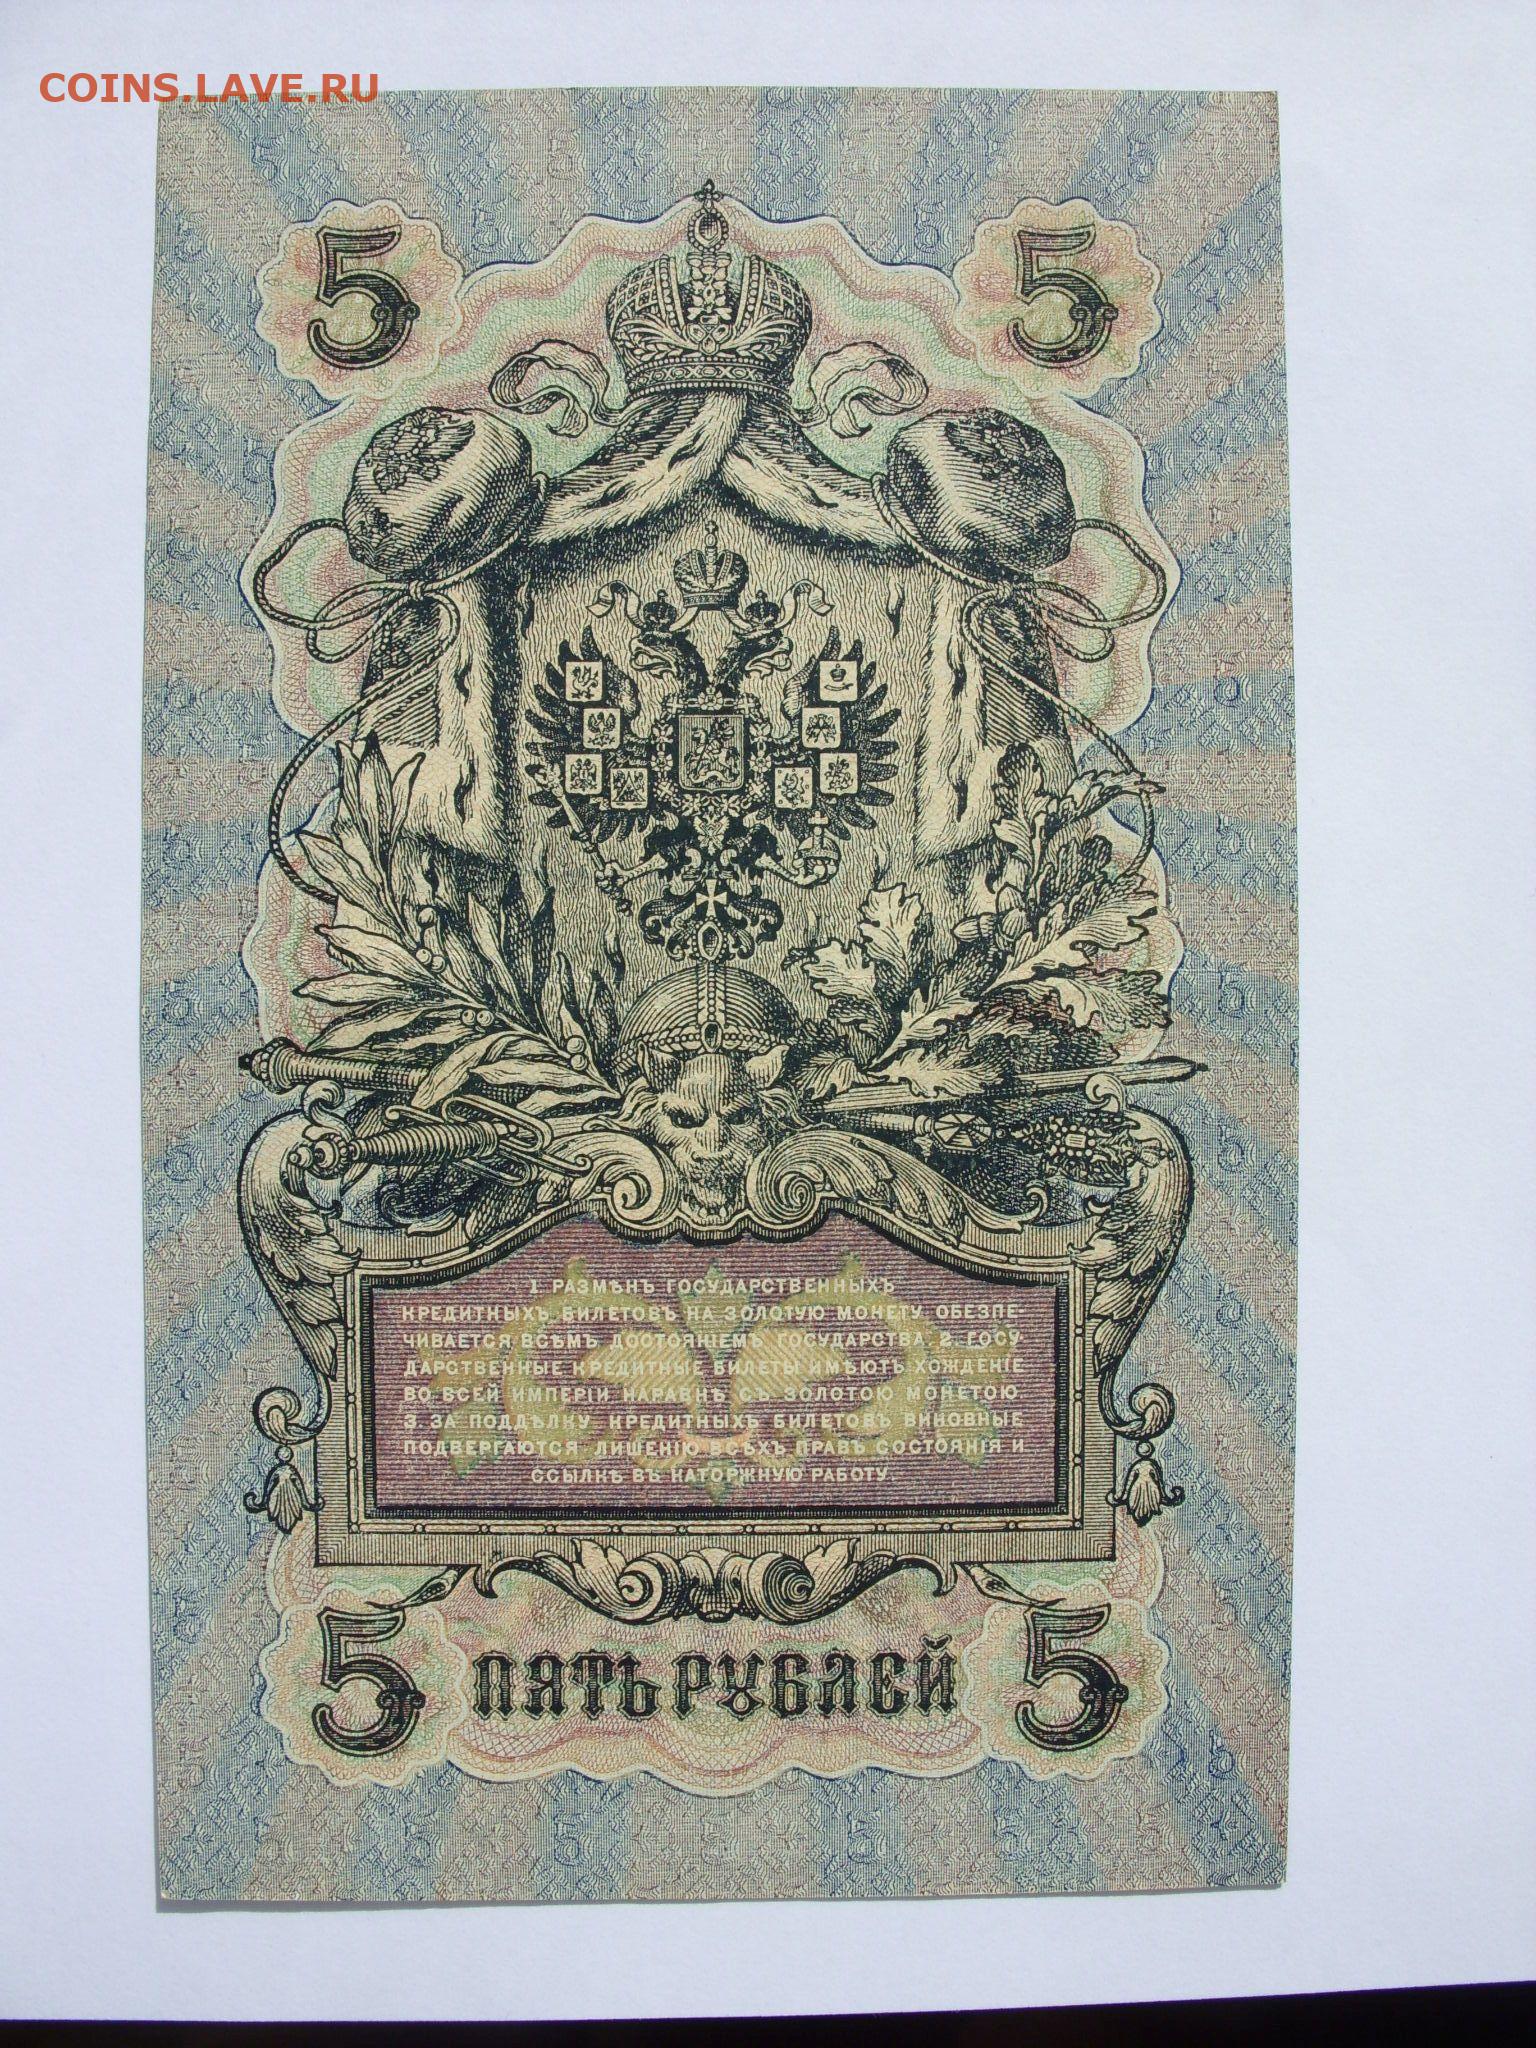 COINS.LAVE.RU
5 5
1. РАЗМѢНЪ ГОСУДАРСТВЕННЫХЪ
КРЕДИТНЫХЪ БИЛЕТОВЪ НА ЗОЛОТУЮ МОНЕТУ ОБЕЗПЕ-
ЧИВАЕТСЯ ВСѢМЪ ДОСТОЯНІЕМЪ ГОСУДАРСТВА. 2. ГОСУ-
ДАРСТВЕННЫЕ КРЕДИТНЫЕ БИЛЕТЫ ИМѢЮТЪ ХОЖДЕНІЕ
ВО ВСЕЙ ИМПЕРІИ НАРАВНѢ СЪ ЗОЛОТОЮ МОНЕТОЮ.
3. ЗА ПОДДѢЛКУ КРЕДИТНЫХЪ БИЛЕТОВЪ ВИНОВНЫЕ
ПОДВЕРГАЮТСЯ ЛИШЕНІЮ ВСѢХЪ ПРАВЪ СОСТОЯНІЯ И
ССЫЛКѢ ВЪ КАТОРЖНУЮ РАБОТУ.
5 ПЯТЬ РУБЛЕЙ 5